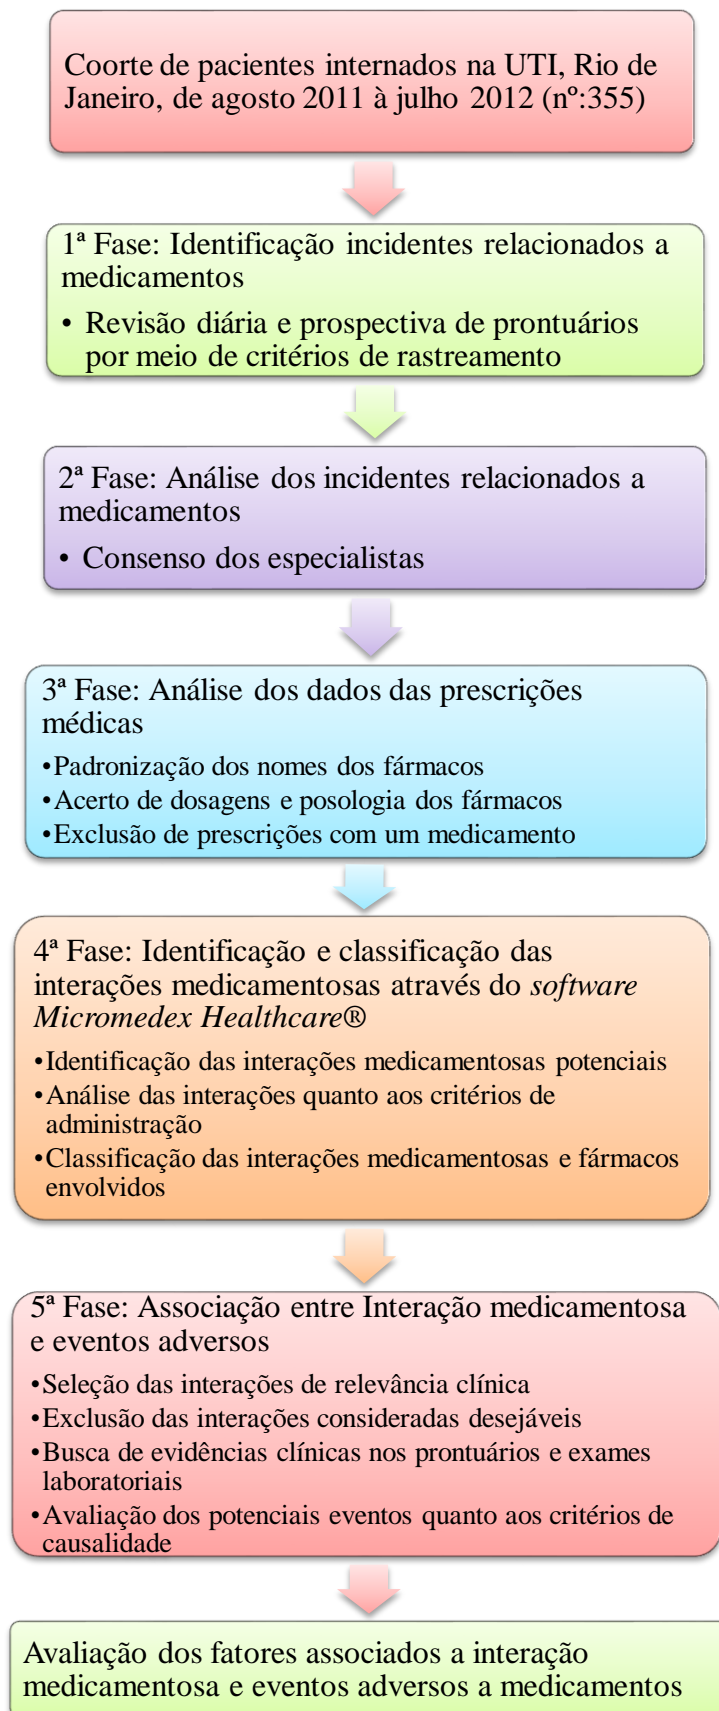 Coorte de pacientes internados na UTI, Rio de
Janeiro, de agosto 2011 à julho 2012 (nº:355)
1ª Fase: Identificação incidentes relacionados a
medicamentos
• Revisão diária e prospectiva de prontuários
por meio de critérios de rastreamento
2ª Fase: Análise dos incidentes relacionados a
medicamentos
• Consenso dos especialistas
3ª Fase: Análise dos dados das prescrições
médicas
•Padronização dos nomes dos fármacos
•Acerto de dosagens e posologia dos fármacos
•Exclusão de prescrições com um medicamento
4ª Fase: Identificação e classificação das
interações medicamentosas através do software
Micromedex Healthcare®
•Identificação das interações medicamentosas potenciais
•Análise das interações quanto aos critérios de
administração
•Classificação das interações medicamentosas e fármacos
envolvidos
5ª Fase: Associação entre Interação medicamentosa
e eventos adversos
•Seleção das interações de relevância clínica
•Exclusão das interações consideradas desejáveis
•Busca de evidências clínicas nos prontuários e exames
laboratoriais
•Avaliação dos potenciais eventos quanto aos critérios de
causalidade
Avaliação dos fatores associados a interação
medicamentosa e eventos adversos a medicamentos